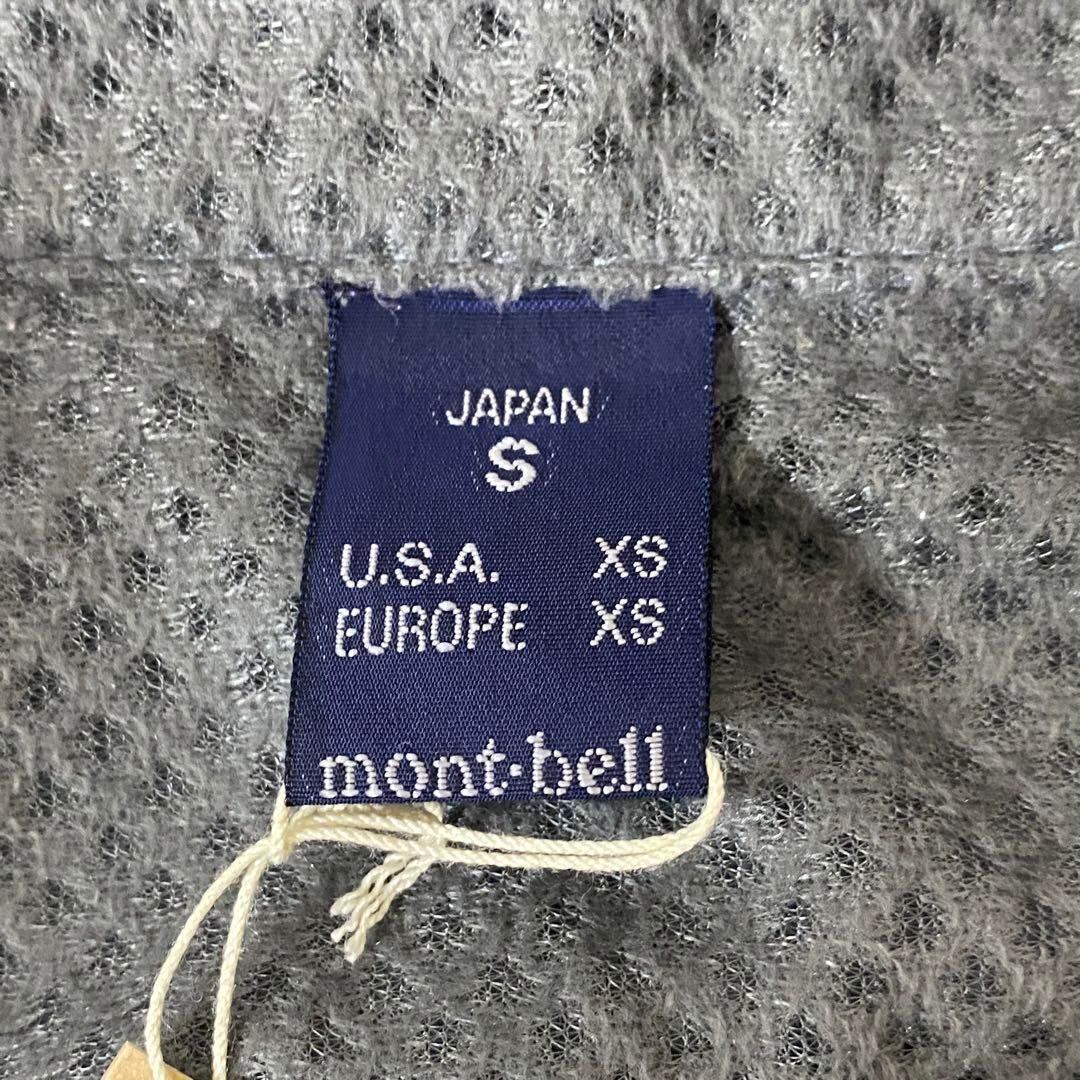 JAPAN
S
U.S.A. XS
EUROPE XS
mont-bell